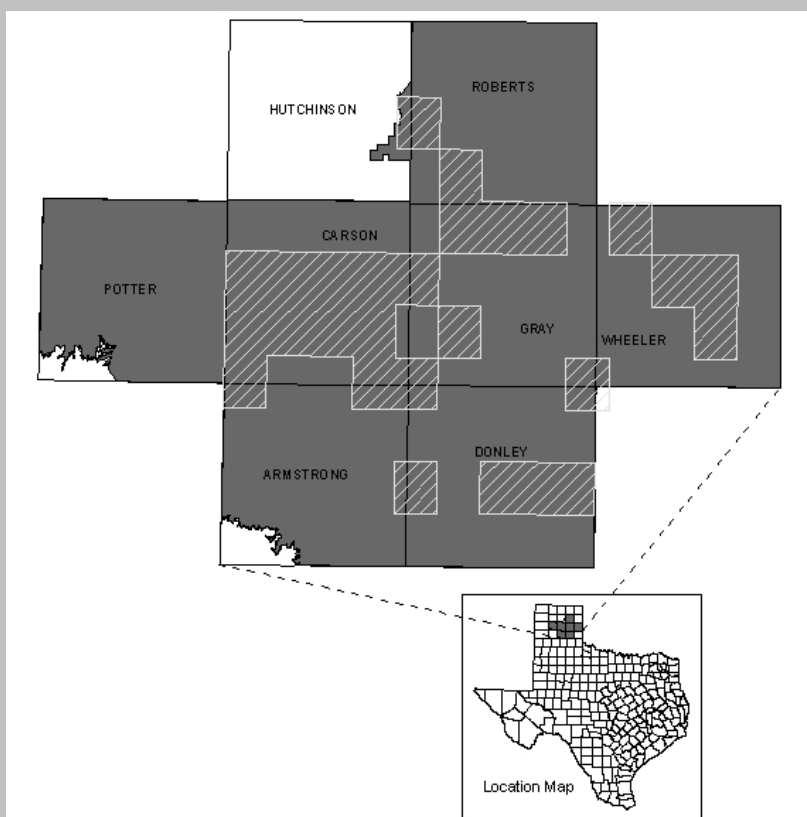 ROBERTS
HUTCHINSON
CARSON
POTTER
GRAY
WHEELER
DONLEY
ARMSTRONG
Location Map